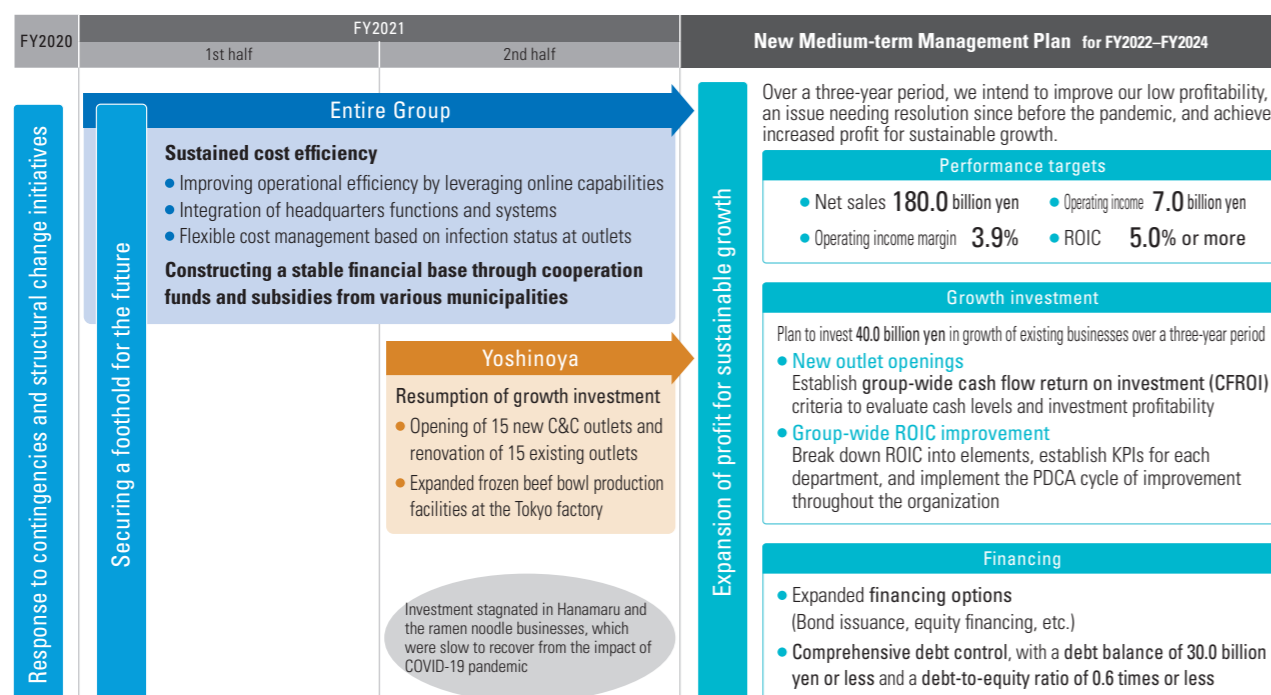 FY2020
FY2021
1st half
2nd half
New Medium-term Management Plan for FY2022–FY2024
Response to contingencies and structural change initiatives
Securing a foothold for the future
Entire Group
Sustained cost efficiency
● Improving operational efficiency by leveraging online capabilities
● Integration of headquarters functions and systems
● Flexible cost management based on infection status at outlets
Constructing a stable financial base through cooperation
funds and subsidies from various municipalities
Yoshinoya
Resumption of growth investment
● Opening of 15 new C&C outlets and
renovation of 15 existing outlets
● Expanded frozen beef bowl production
facilities at the Tokyo factory
Investment stagnated in Hanamaru and
the ramen noodle businesses, which
were slow to recover from the impact of
COVID-19 pandemic
Expansion of profit for sustainable growth
Over a three-year period, we intend to improve our low profitability,
an issue needing resolution since before the pandemic, and achieve
increased profit for sustainable growth.
Performance targets
● Net sales 180.0 billion yen ● Operating income 7.0 billion yen
● Operating income margin 3.9% ● ROIC 5.0% or more
Growth investment
Plan to invest 40.0 billion yen in growth of existing businesses over a three-year period
● New outlet openings
Establish group-wide cash flow return on investment (CFROI)
criteria to evaluate cash levels and investment profitability
● Group-wide ROIC improvement
Break down ROIC into elements, establish KPIs for each
department, and implement the PDCA cycle of improvement
throughout the organization
Financing
● Expanded financing options
(Bond issuance, equity financing, etc.)
● Comprehensive debt control, with a debt balance of 30.0 billion
yen or less and a debt-to-equity ratio of 0.6 times or less